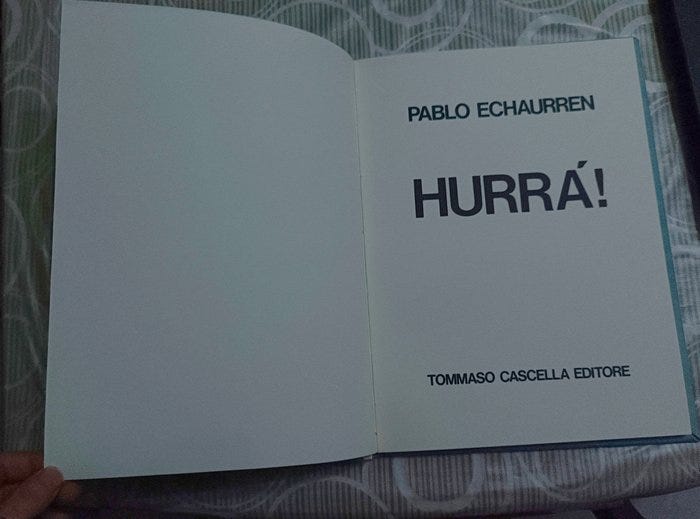 PABLO ECHAURREN
HURRÁ!
TOMMASO CASCELLA EDITORE